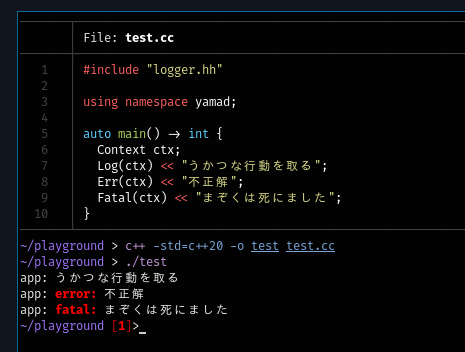 File: test.cc
1 #include "logger.hh"
2
3 using namespace yamad;
4
5 auto main() -> int {
6 Context ctx;
7 Log(ctx) << "うかつな行動を取る";
8 Err(ctx) << "不正解";
9 Fatal(ctx) << "まぞくは死にました";
10 }
~/playground > c++ -std=c++20 -o test test.cc
~/playground > ./test
app: うかつな行動を取る
app: error: 不正解
app: fatal: まぞくは死にました
~/playground [1]>_